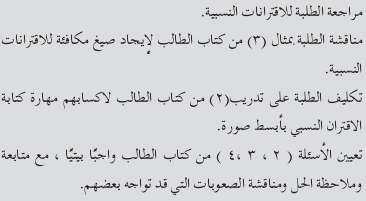 مراجعة الطلبة للاقترانات النسبية.
مناقشة الطلبة بمثال (٣) من كتاب الطالب لإيجاد صيغ مكافئة للاقترانات
النسبية.
تكليف الطلبة على تدريب(٢) من كتاب الطالب لاكسابهم مهارة كتابة
الاقتران النسبي بأبسط صورة.
تعيين الأسئلة ( ٢ ، ٣ ،٤ ) من كتاب الطالب واجبًا بيتيًا ، مع متابعة
وملاحظة الحل ومناقشة الصعوبات التي قد تواجه بعضهم.